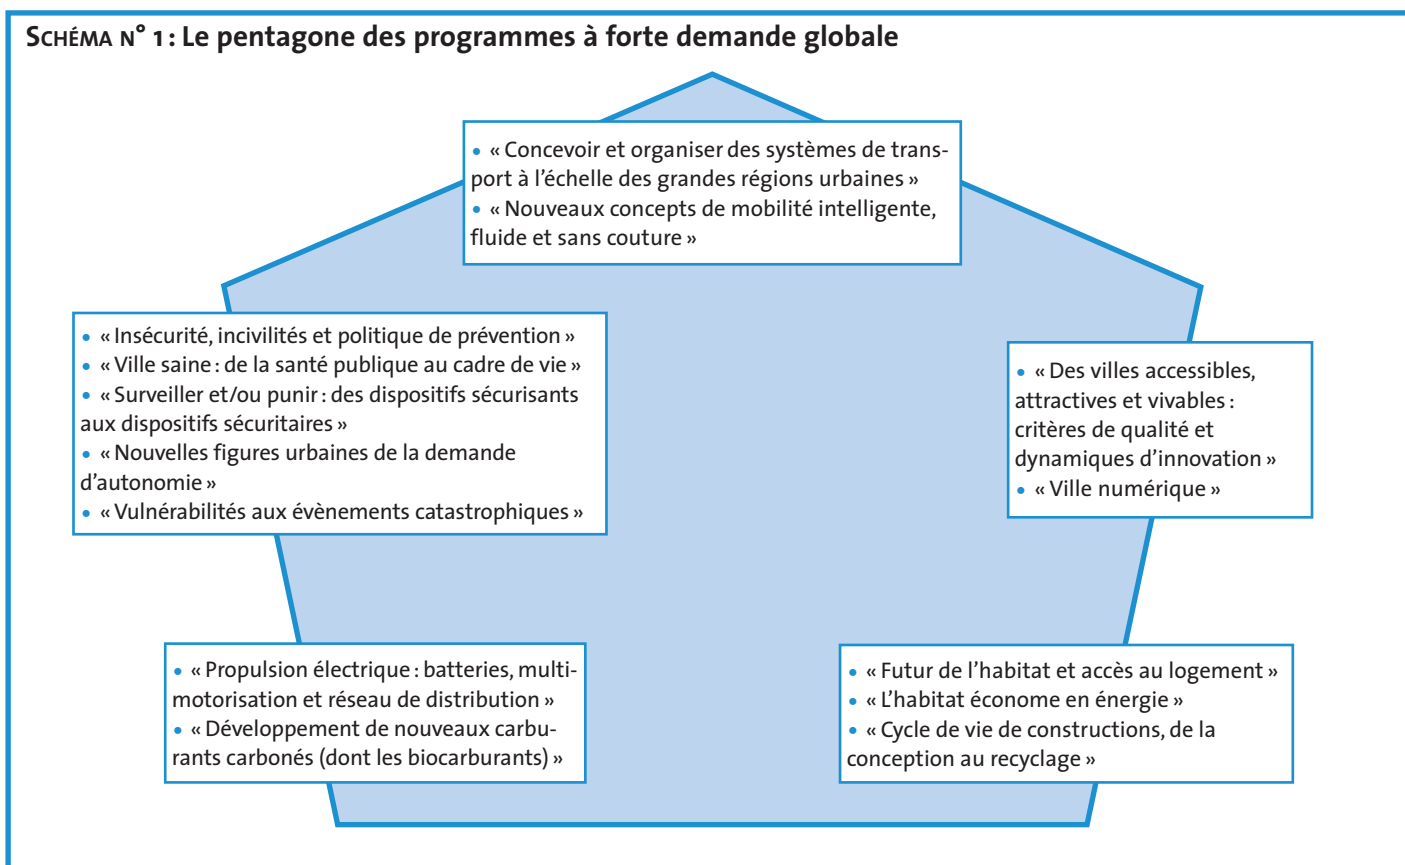 SCHÉMA N° 1 : Le pentagone des programmes à forte demande globale
• « Concevoir et organiser des systèmes de trans-
port à l'échelle des grandes régions urbaines »
• « Nouveaux concepts de mobilité intelligente,
fluide et sans couture »
• « Insécurité, incivilités et politique de prévention »
• « Ville saine : de la santé publique au cadre de vie »
• « Surveiller et/ou punir : des dispositifs sécurisants
aux dispositifs sécuritaires »
• « Nouvelles figures urbaines de la demande
d'autonomie »
• « Vulnérabilités aux évènements catastrophiques »
• « Des villes accessibles,
attractives et vivables :
critères de qualité et
dynamiques d'innovation »
• « Ville numérique »
• « Propulsion électrique : batteries, multi-
motorisation et réseau de distribution »
• « Développement de nouveaux carbu-
rants carbonés (dont les biocarburants) »
• « Futur de l'habitat et accès au logement »
• « L'habitat économe en énergie »
• « Cycle de vie de constructions, de la
conception au recyclage »